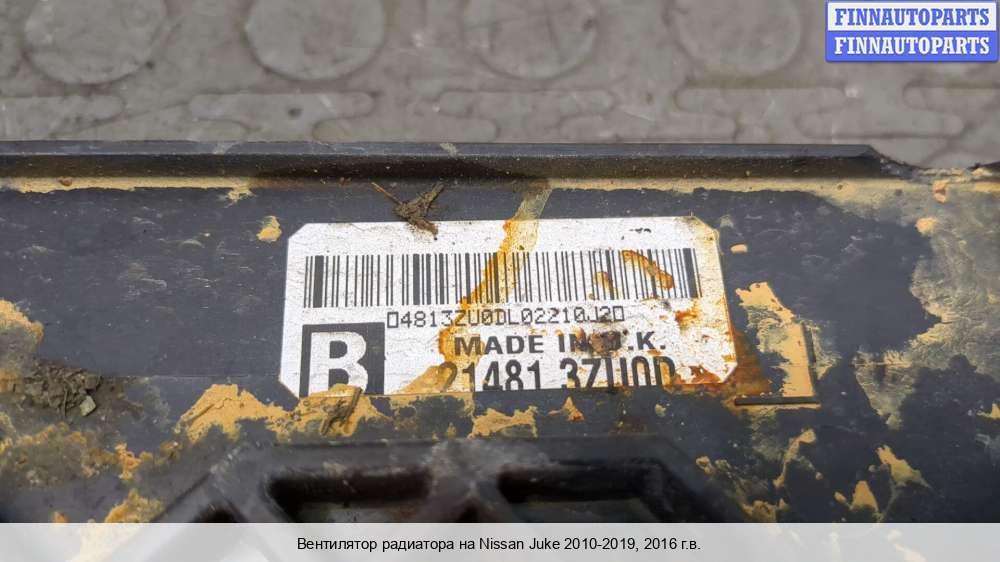 FINNAUTOPARTS
FINNAUTOPARTS
04813ZU0DL02210J20
MADE IN U.K.
B
21481 3ZU0D
Вентилятор радиатора на Nissan Juke 2010-2019, 2016 г.в.